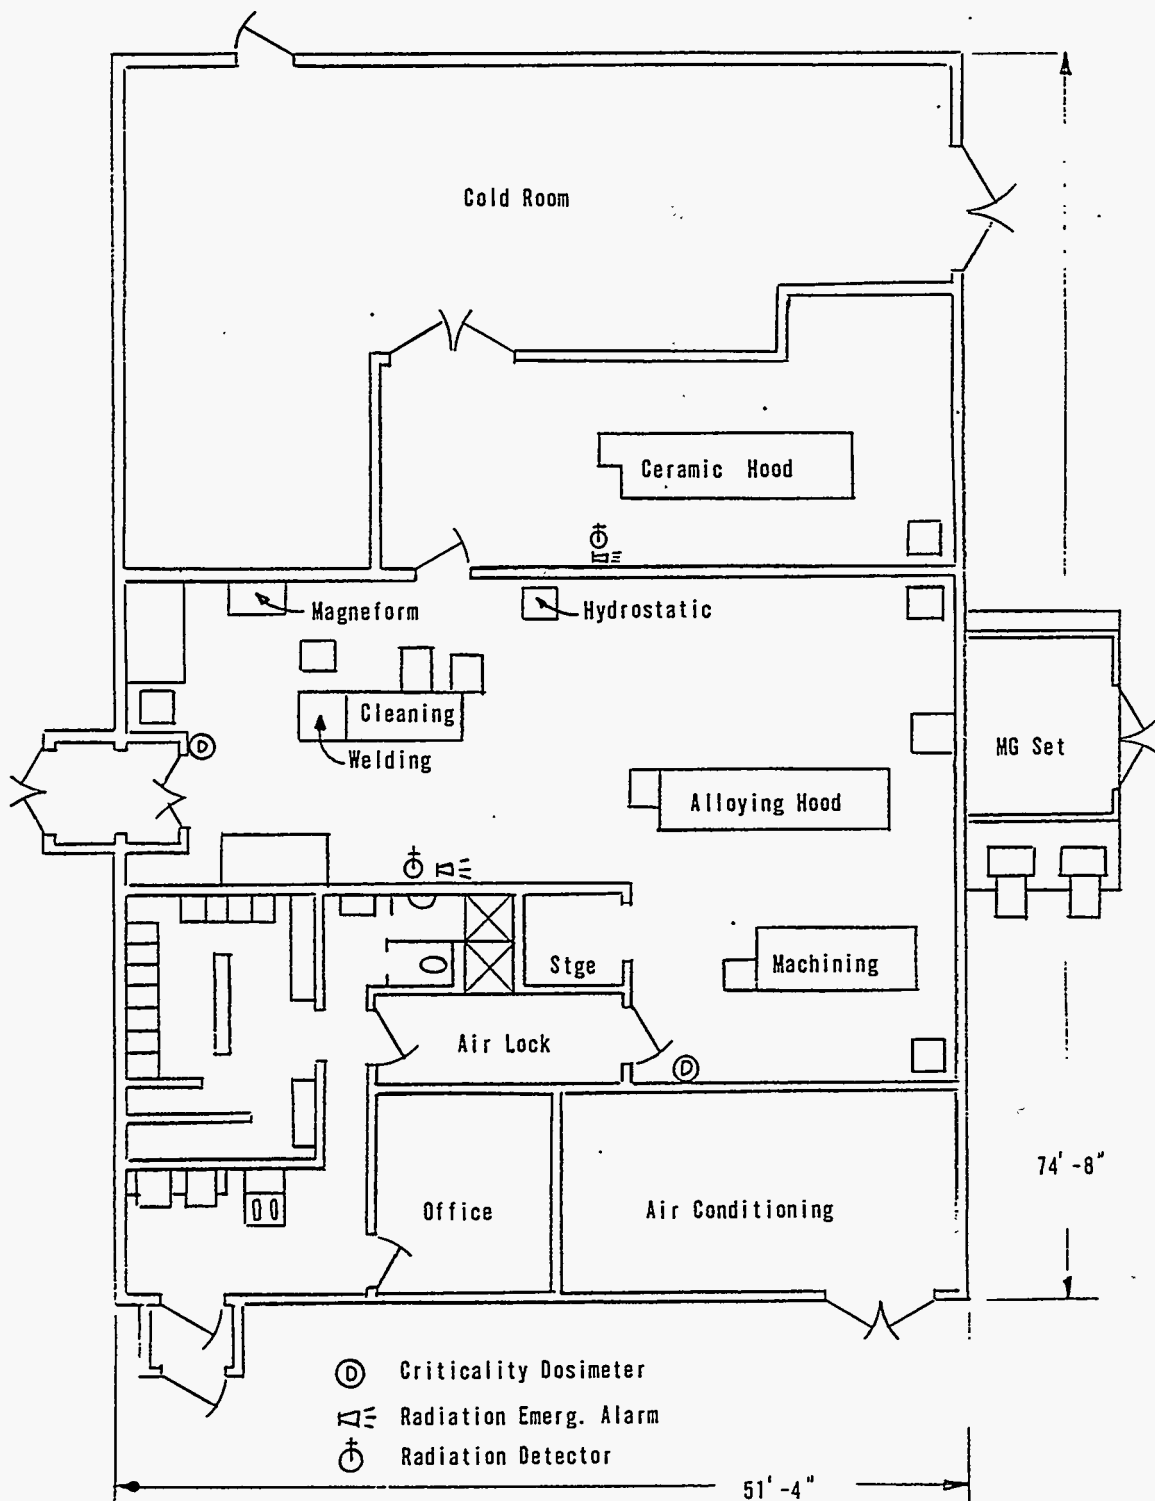 Cold Room
Ceramic Hood
Magneform
Hydrostatic
Cleaning
Welding
D
MG Set
Alloying Hood
Stge
Machining
Air Lock
D
74'-8"
Office
Air Conditioning
D Criticality Dosimeter
Radiation Emerg. Alarm
Radiation Detector
51'-4"